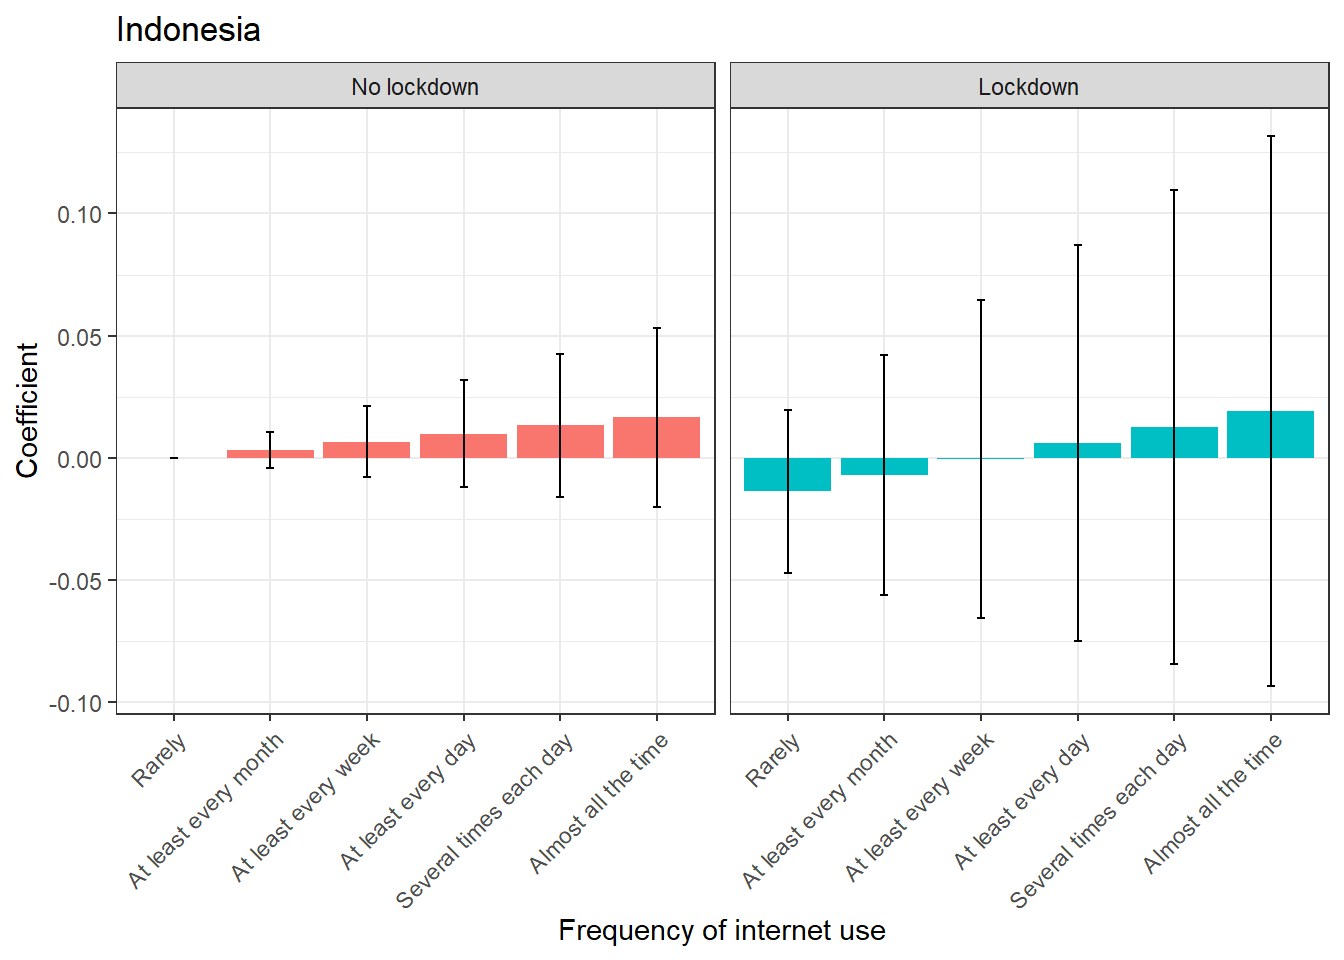 Indonesia
No lockdown
Lockdown
Coefficient
0.10
0.05
0.00
-0.05
-0.10
Rarely
At least every month
At least every week
At least every day
Several times each day
Almost all the time
Rarely
At least every month
At least every week
At least every day
Several times each day
Almost all the time
Frequency of internet use